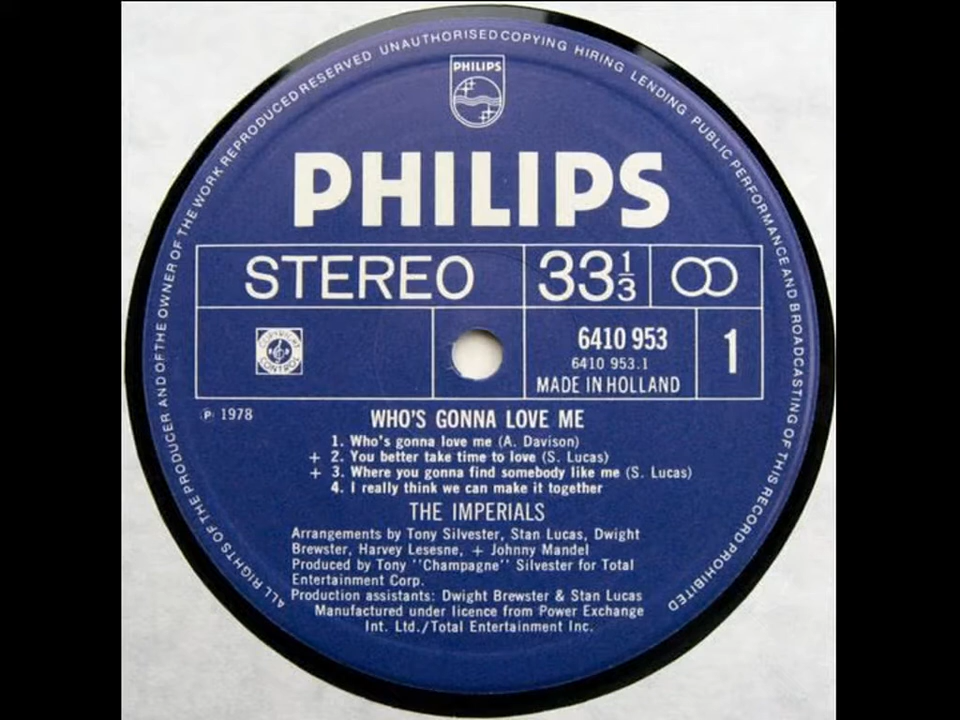 ALL RIGHTS OF THE PRODUCER AND OF THE OWNER OF THE WORK REPRODUCED RESERVED UNAUTHORISED COPYING HIRING LENDING PUBLIC PERFORMANCE AND BROADCASTING OF THIS RECORD PROHIBITED
PHILIPS
PHILIPS
STEREO 33 1/3
COPYRIGHT CONTROL
6410 953
6410 953.1
MADE IN HOLLAND
1
℗ 1978
WHO'S GONNA LOVE ME
1. Who's gonna love me (A. Davison)
+ 2. You better take time to love (S. Lucas)
+ 3. Where you gonna find somebody like me (S. Lucas)
4. I really think we can make it together
THE IMPERIALS
Arrangements by Tony Silvester, Stan Lucas, Dwight
Brewster, Harvey Lesesne, + Johnny Mandel
Produced by Tony "Champagne" Silvester for Total
Entertainment Corp.
Production assistants: Dwight Brewster & Stan Lucas
Manufactured under licence from Power Exchange
Int. Ltd./Total Entertainment Inc.